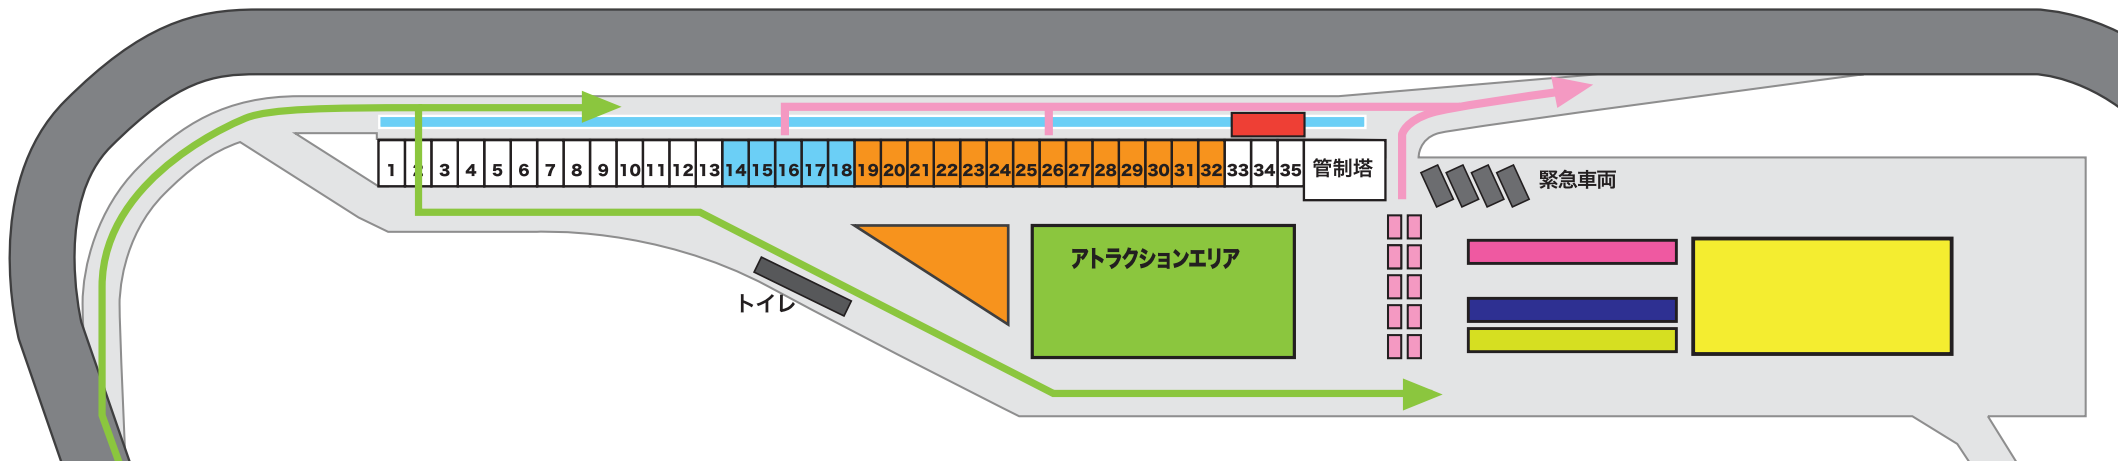 1 2 3 4 5 6 7 8 9 10 11 12 13 14 15 16 17 18 19 20 21 22 23 24 25 26 27 28 29 30 31 32 33 34 35 管制塔
緊急車両
アトラクションエリア
トイレ